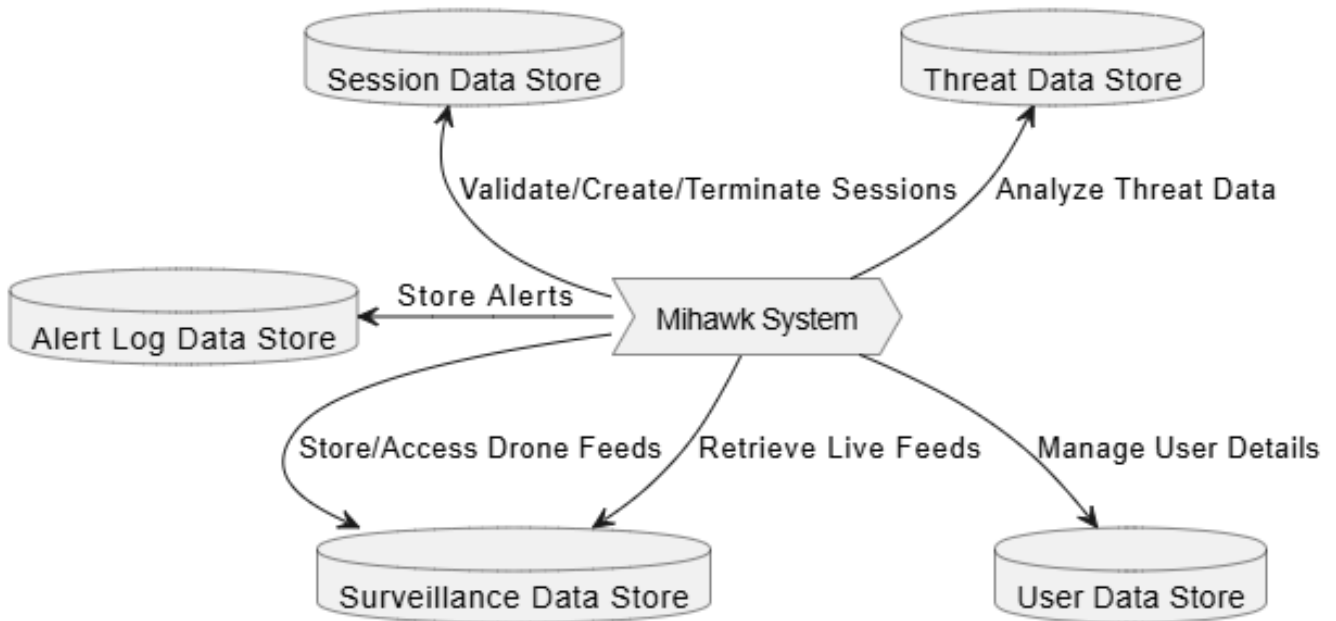 Session Data Store
Threat Data Store
Validate/Create/Terminate Sessions
Analyze Threat Data
Store Alerts
Mihawk System
Alert Log Data Store
Store/Access Drone Feeds
Retrieve Live Feeds
Manage User Details
Surveillance Data Store
User Data Store